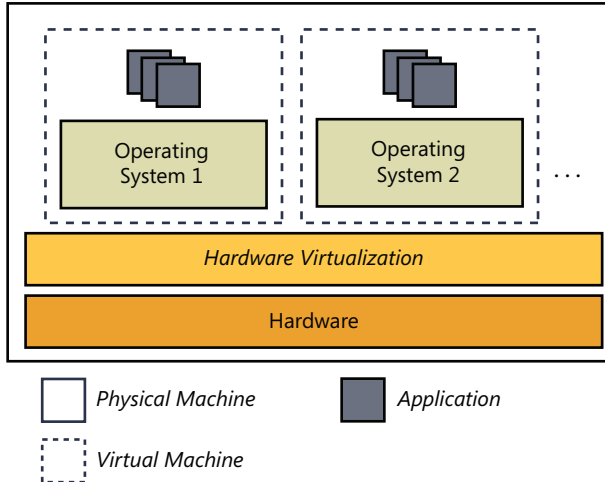 Operating
System 1
Operating
System 2
...
Hardware Virtualization
Hardware
Physical Machine
Application
Virtual Machine